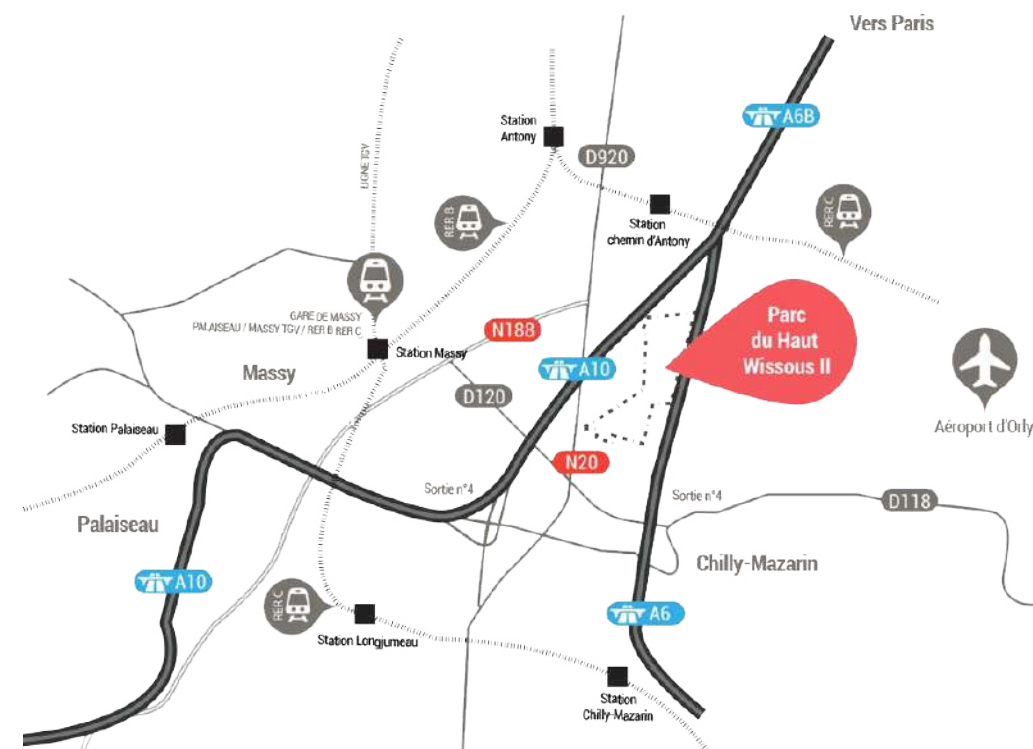 Vers Paris
A6B
Station
Antony
D920
LIGNE TGV
RER B
RER C
Station
chemin d'Antony
GARE DE MASSY
PALAISEAU / MASSY TGV / RER B RER C
N188
Station Massy
Parc
du Haut
Wissous II
A10
Massy
D120
Aéroport d'Orly
Station Palaiseau
N20
Sortie n°4
Sortie n°4
D118
Palaiseau
Chilly-Mazarin
A10
RER C
A6
Station Longjumeau
Station
Chilly-Mazarin